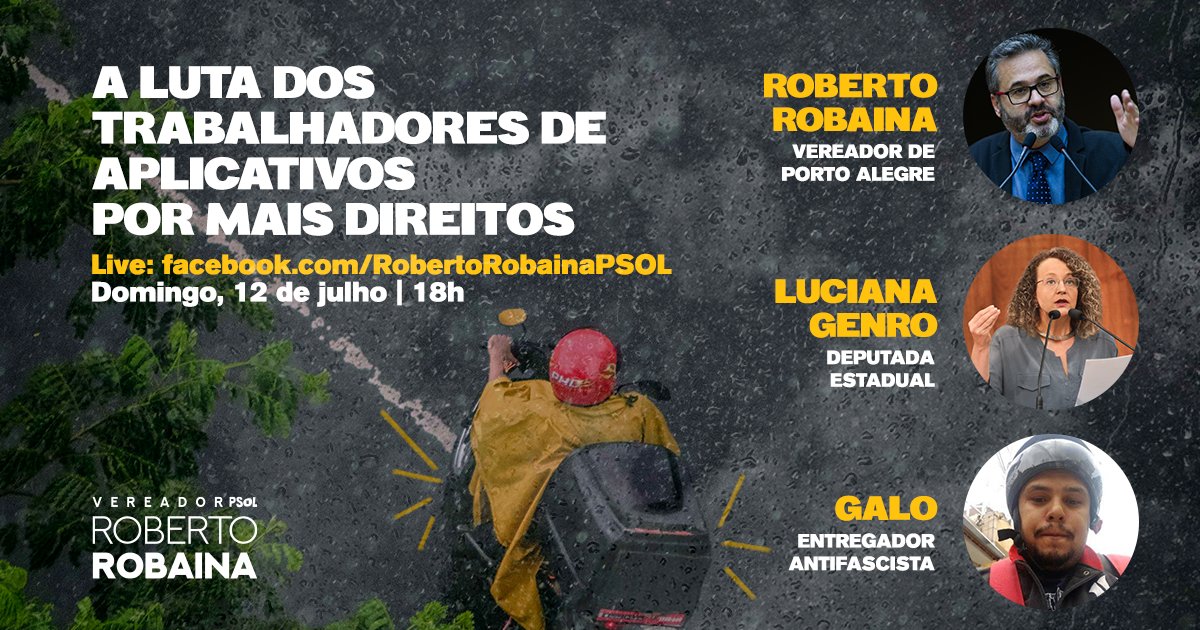 A LUTA DOS
TRABALHADORES DE
APLICATIVOS
POR MAIS DIREITOS
Live: facebook.com/RobertoRobainaPSOL
Domingo, 12 de julho | 18h
ROBERTO
ROBAINA
VEREADOR DE
PORTO ALEGRE
LUCIANA
GENRO
DEPUTADA
ESTADUAL
GALO
ENTREGADOR
ANTIFASCISTA
VEREADOR PSOL
ROBERTO
ROBAINA